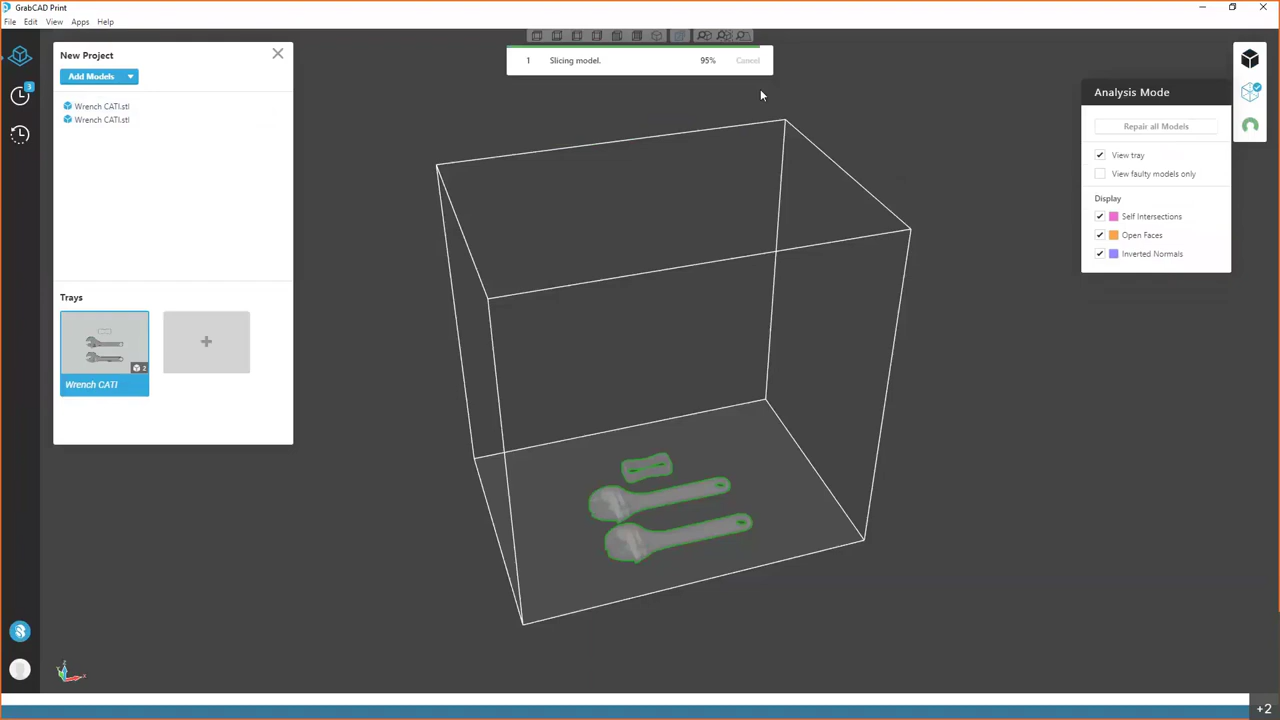 GrabCAD Print
File Edit View Apps Help
New Project
Add Models
Wrench CATI.stl
Wrench CATI.stl
Trays
2
Wrench CATI
3
1 Slicing model. 95% Cancel
Analysis Mode
Repair all Models
View tray
View faulty models only
Display
Self Intersections
Open Faces
Inverted Normals
+2